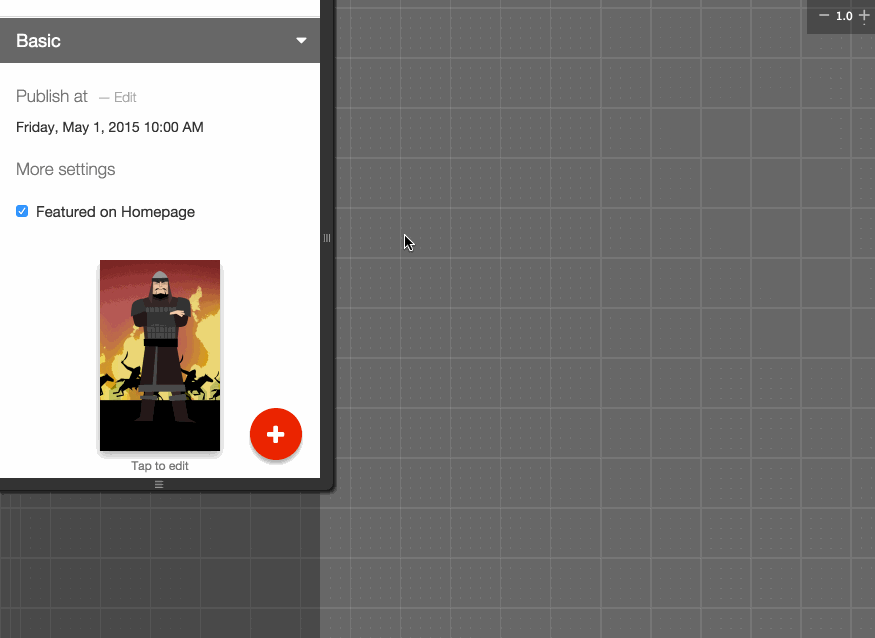 1.0
Basic
Publish at — Edit
Friday, May 1, 2015 10:00 AM
More settings
Featured on Homepage
Tap to edit